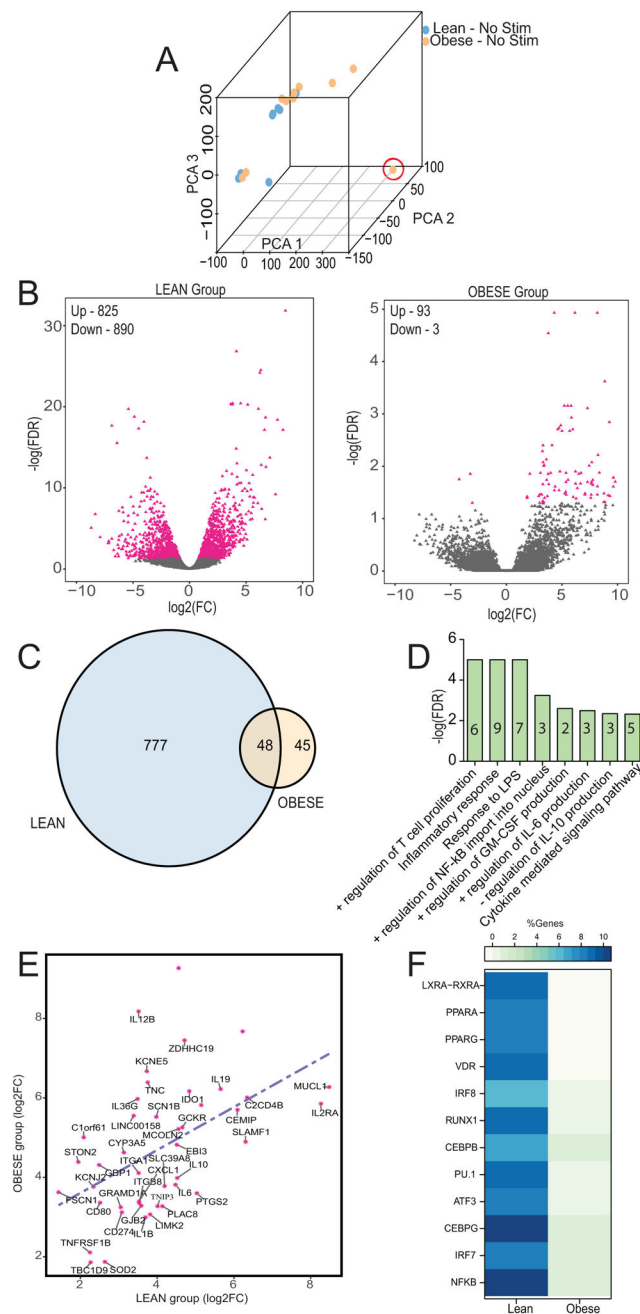 A
Lean - No Stim
Obese - No Stim
PCA 3
200
100
0
−100
−100
0
100
200
300
PCA 1
−150
−100
−50
0
50
100
PCA 2
B
LEAN Group
Up - 825
Down - 890
-log(FDR)
30
20
10
0
−10
−5
0
5
10
log2(FC)
OBESE Group
Up - 93
Down - 3
-log(FDR)
5
4
3
2
1
0
−10
−5
0
5
10
log2(FC)
C
777
48
45
LEAN
OBESE
D
-log(FDR)
6
4
2
0
6
9
7
3
2
3
3
5
+ regulation of T cell proliferation
Inflammatory response
Response to LPS
+ regulation of NF-kB import into nucleus
+ regulation of GM-CSF production
+ regulation of IL-6 production
- regulation of IL-10 production
Cytokine mediated signaling pathway
E
OBESE group (log2FC)
8
6
4
2
IL12B
ZDHHC19
KCNE5
TNC
IL19
MUCL1
IL36G
SCN1B
IDO1
C2CD4B
IL2RA
LINC00158
GCKR
CEMIP
C1orf61
MCOLN2
SLAMF1
CYP3A5
EBI3
STON2
ITGA1
SLC39A8
GBP1
CXCL1
IL10
KCNJ2
ITGB8
FSCN1
GRAMD1A
TNIP3
IL6
PTGS2
CD80
PLAC8
GJB2
CD274
LIMK2
IL1B
TNFRSF1B
TBC1D9
SOD2
2
4
6
8
LEAN group (log2FC)
F
%Genes
0 2 4 6 8 10
LXRA−RXRA
PPARA
PPARG
VDR
IRF8
RUNX1
CEBPB
PU.1
ATF3
CEBPG
IRF7
NFKB
Lean
Obese